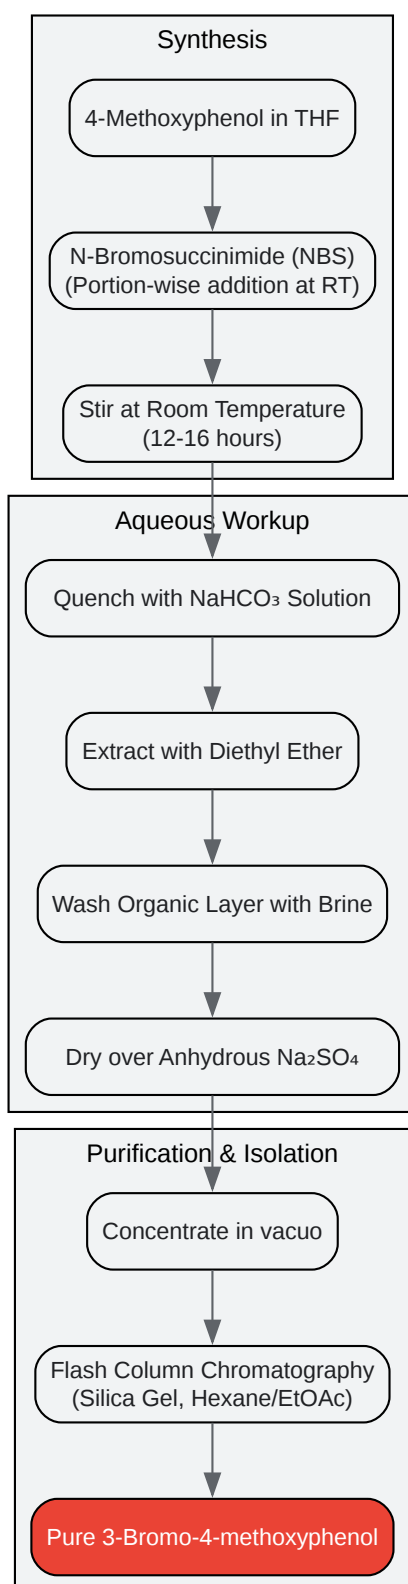 Synthesis
4-Methoxyphenol in THF
N-Bromosuccinimide (NBS)
(Portion-wise addition at RT)
Stir at Room Temperature
(12-16 hours)
Aqueous Workup
Quench with NaHCO₃ Solution
Extract with Diethyl Ether
Wash Organic Layer with Brine
Dry over Anhydrous Na₂SO₄
Purification & Isolation
Concentrate in vacuo
Flash Column Chromatography
(Silica Gel, Hexane/EtOAc)
Pure 3-Bromo-4-methoxyphenol